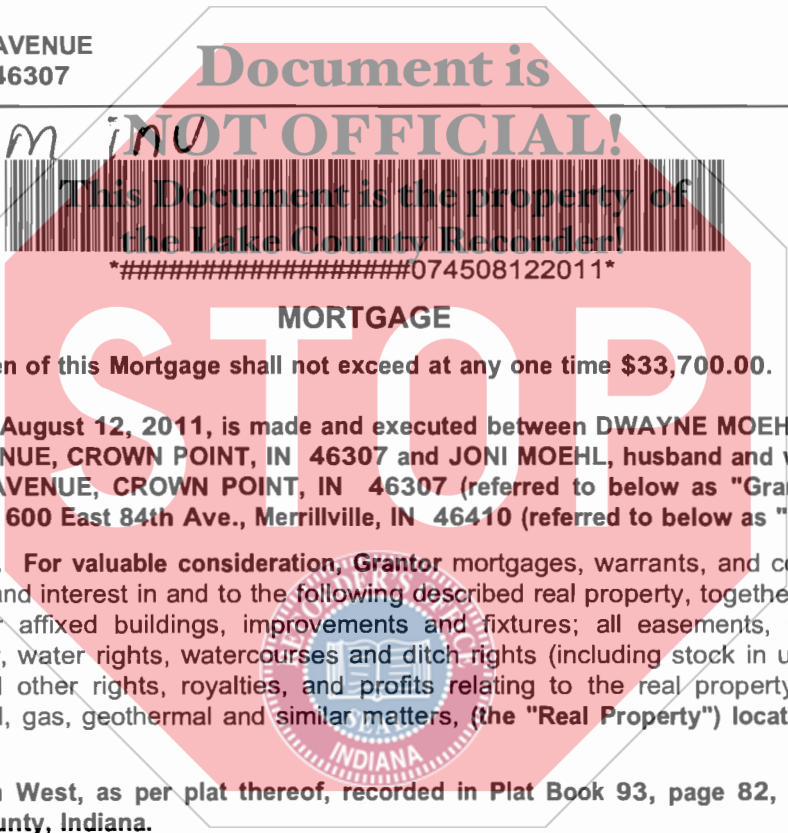 AVENUE
46307
Document is
NOT OFFICIAL!
m inv
This Document is the property of
the Lake County Recorder!
*##################074508122011*
MORTGAGE
en of this Mortgage shall not exceed at any one time $33,700.00.
August 12, 2011, is made and executed between DWAYNE MOEH
NUE, CROWN POINT, IN 46307 and JONI MOEHL, husband and w
AVENUE, CROWN POINT, IN 46307 (referred to below as "Gran
600 East 84th Ave., Merrillville, IN 46410 (referred to below as "
. For valuable consideration, Grantor mortgages, warrants, and co
and interest in and to the following described real property, togethe
r affixed buildings, improvements and fixtures; all easements,
, water rights, watercourses and ditch rights (including stock in u
l other rights, royalties, and profits relating to the real property
l, gas, geothermal and similar matters, (the "Real Property") locat
n West, as per plat thereof, recorded in Plat Book 93, page 82,
unty, Indiana.
STOP
SEAL
INDIANA